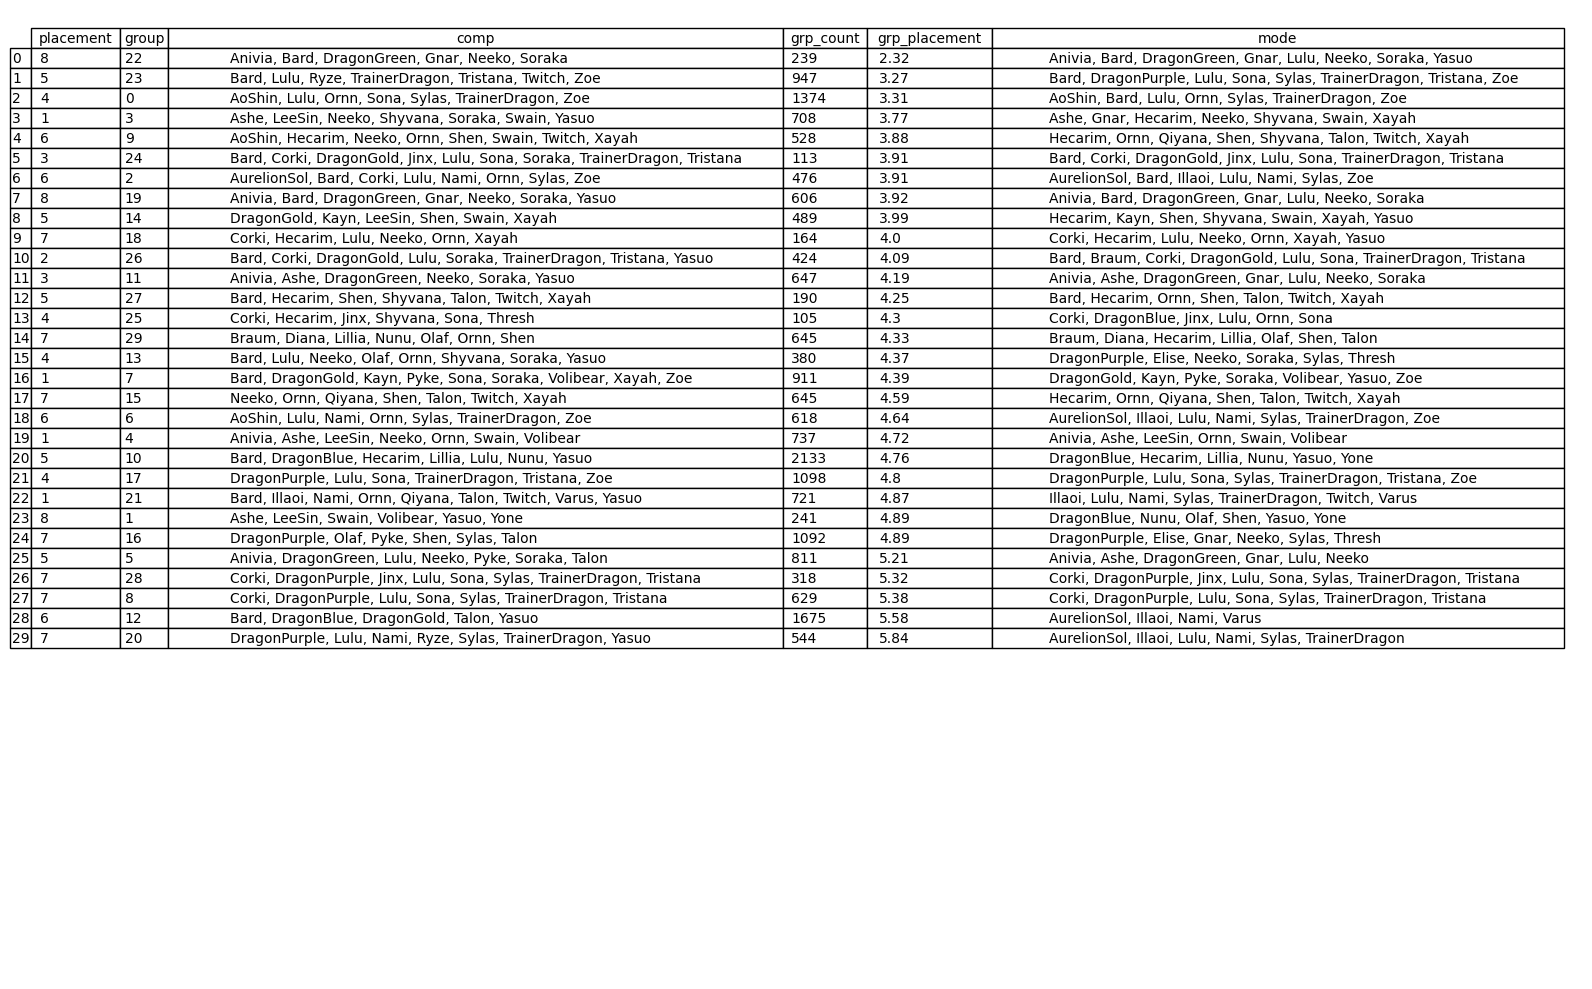 placement group comp grp_count grp_placement mode
0 8 22 Anivia, Bard, DragonGreen, Gnar, Neeko, Soraka 239 2.32 Anivia, Bard, DragonGreen, Gnar, Lulu, Neeko, Soraka, Yasuo
1 5 23 Bard, Lulu, Ryze, TrainerDragon, Tristana, Twitch, Zoe 947 3.27 Bard, DragonPurple, Lulu, Sona, Sylas, TrainerDragon, Tristana, Zoe
2 4 0 AoShin, Lulu, Ornn, Sona, Sylas, TrainerDragon, Zoe 1374 3.31 AoShin, Bard, Lulu, Ornn, Sylas, TrainerDragon, Zoe
3 1 3 Ashe, LeeSin, Neeko, Shyvana, Soraka, Swain, Yasuo 708 3.77 Ashe, Gnar, Hecarim, Neeko, Shyvana, Swain, Xayah
4 6 9 AoShin, Hecarim, Neeko, Ornn, Shen, Swain, Twitch, Xayah 528 3.88 Hecarim, Ornn, Qiyana, Shen, Shyvana, Talon, Twitch, Xayah
5 3 24 Bard, Corki, DragonGold, Jinx, Lulu, Sona, Soraka, TrainerDragon, Tristana 113 3.91 Bard, Corki, DragonGold, Jinx, Lulu, Sona, TrainerDragon, Tristana
6 6 2 AurelionSol, Bard, Corki, Lulu, Nami, Ornn, Sylas, Zoe 476 3.91 AurelionSol, Bard, Illaoi, Lulu, Nami, Sylas, Zoe
7 8 19 Anivia, Bard, DragonGreen, Gnar, Neeko, Soraka, Yasuo 606 3.92 Anivia, Bard, DragonGreen, Gnar, Lulu, Neeko, Soraka
8 5 14 DragonGold, Kayn, LeeSin, Shen, Swain, Xayah 489 3.99 Hecarim, Kayn, Shen, Shyvana, Swain, Xayah, Yasuo
9 7 18 Corki, Hecarim, Lulu, Neeko, Ornn, Xayah 164 4.0 Corki, Hecarim, Lulu, Neeko, Ornn, Xayah, Yasuo
10 2 26 Bard, Corki, DragonGold, Lulu, Soraka, TrainerDragon, Tristana, Yasuo 424 4.09 Bard, Braum, Corki, DragonGold, Lulu, Sona, TrainerDragon, Tristana
11 3 11 Anivia, Ashe, DragonGreen, Neeko, Soraka, Yasuo 647 4.19 Anivia, Ashe, DragonGreen, Gnar, Lulu, Neeko, Soraka
12 5 27 Bard, Hecarim, Shen, Shyvana, Talon, Twitch, Xayah 190 4.25 Bard, Hecarim, Ornn, Shen, Talon, Twitch, Xayah
13 4 25 Corki, Hecarim, Jinx, Shyvana, Sona, Thresh 105 4.3 Corki, DragonBlue, Jinx, Lulu, Ornn, Sona
14 7 29 Braum, Diana, Lillia, Nunu, Olaf, Ornn, Shen 645 4.33 Braum, Diana, Hecarim, Lillia, Olaf, Shen, Talon
15 4 13 Bard, Lulu, Neeko, Olaf, Ornn, Shyvana, Soraka, Yasuo 380 4.37 DragonPurple, Elise, Neeko, Soraka, Sylas, Thresh
16 1 7 Bard, DragonGold, Kayn, Pyke, Sona, Soraka, Volibear, Xayah, Zoe 911 4.39 DragonGold, Kayn, Pyke, Soraka, Volibear, Yasuo, Zoe
17 7 15 Neeko, Ornn, Qiyana, Shen, Talon, Twitch, Xayah 645 4.59 Hecarim, Ornn, Qiyana, Shen, Talon, Twitch, Xayah
18 6 6 AoShin, Lulu, Nami, Ornn, Sylas, TrainerDragon, Zoe 618 4.64 AurelionSol, Illaoi, Lulu, Nami, Sylas, TrainerDragon, Zoe
19 1 4 Anivia, Ashe, LeeSin, Neeko, Ornn, Swain, Volibear 737 4.72 Anivia, Ashe, LeeSin, Ornn, Swain, Volibear
20 5 10 Bard, DragonBlue, Hecarim, Lillia, Lulu, Nunu, Yasuo 2133 4.76 DragonBlue, Hecarim, Lillia, Nunu, Yasuo, Yone
21 4 17 DragonPurple, Lulu, Sona, TrainerDragon, Tristana, Zoe 1098 4.8 DragonPurple, Lulu, Sona, Sylas, TrainerDragon, Tristana, Zoe
22 1 21 Bard, Illaoi, Nami, Ornn, Qiyana, Talon, Twitch, Varus, Yasuo 721 4.87 Illaoi, Lulu, Nami, Sylas, TrainerDragon, Twitch, Varus
23 8 1 Ashe, LeeSin, Swain, Volibear, Yasuo, Yone 241 4.89 DragonBlue, Nunu, Olaf, Shen, Yasuo, Yone
24 7 16 DragonPurple, Olaf, Pyke, Shen, Sylas, Talon 1092 4.89 DragonPurple, Elise, Gnar, Neeko, Sylas, Thresh
25 5 5 Anivia, DragonGreen, Lulu, Neeko, Pyke, Soraka, Talon 811 5.21 Anivia, Ashe, DragonGreen, Gnar, Lulu, Neeko
26 7 28 Corki, DragonPurple, Jinx, Lulu, Sona, Sylas, TrainerDragon, Tristana 318 5.32 Corki, DragonPurple, Jinx, Lulu, Sona, Sylas, TrainerDragon, Tristana
27 7 8 Corki, DragonPurple, Lulu, Sona, Sylas, TrainerDragon, Tristana 629 5.38 Corki, DragonPurple, Lulu, Sona, Sylas, TrainerDragon, Tristana
28 6 12 Bard, DragonBlue, DragonGold, Talon, Yasuo 1675 5.58 AurelionSol, Illaoi, Nami, Varus
29 7 20 DragonPurple, Lulu, Nami, Ryze, Sylas, TrainerDragon, Yasuo 544 5.84 AurelionSol, Illaoi, Lulu, Nami, Sylas, TrainerDragon